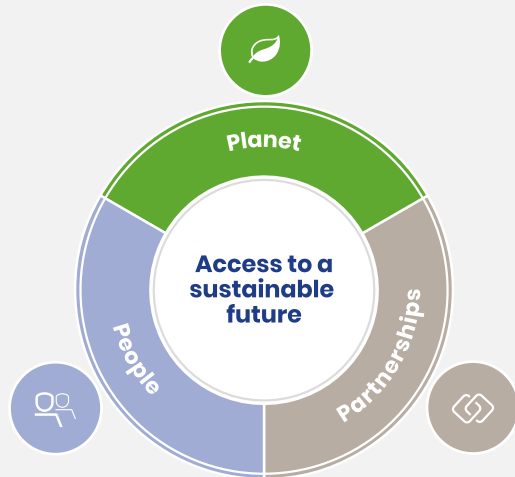 Planet
Access to a
sustainable
future
People
Partnerships